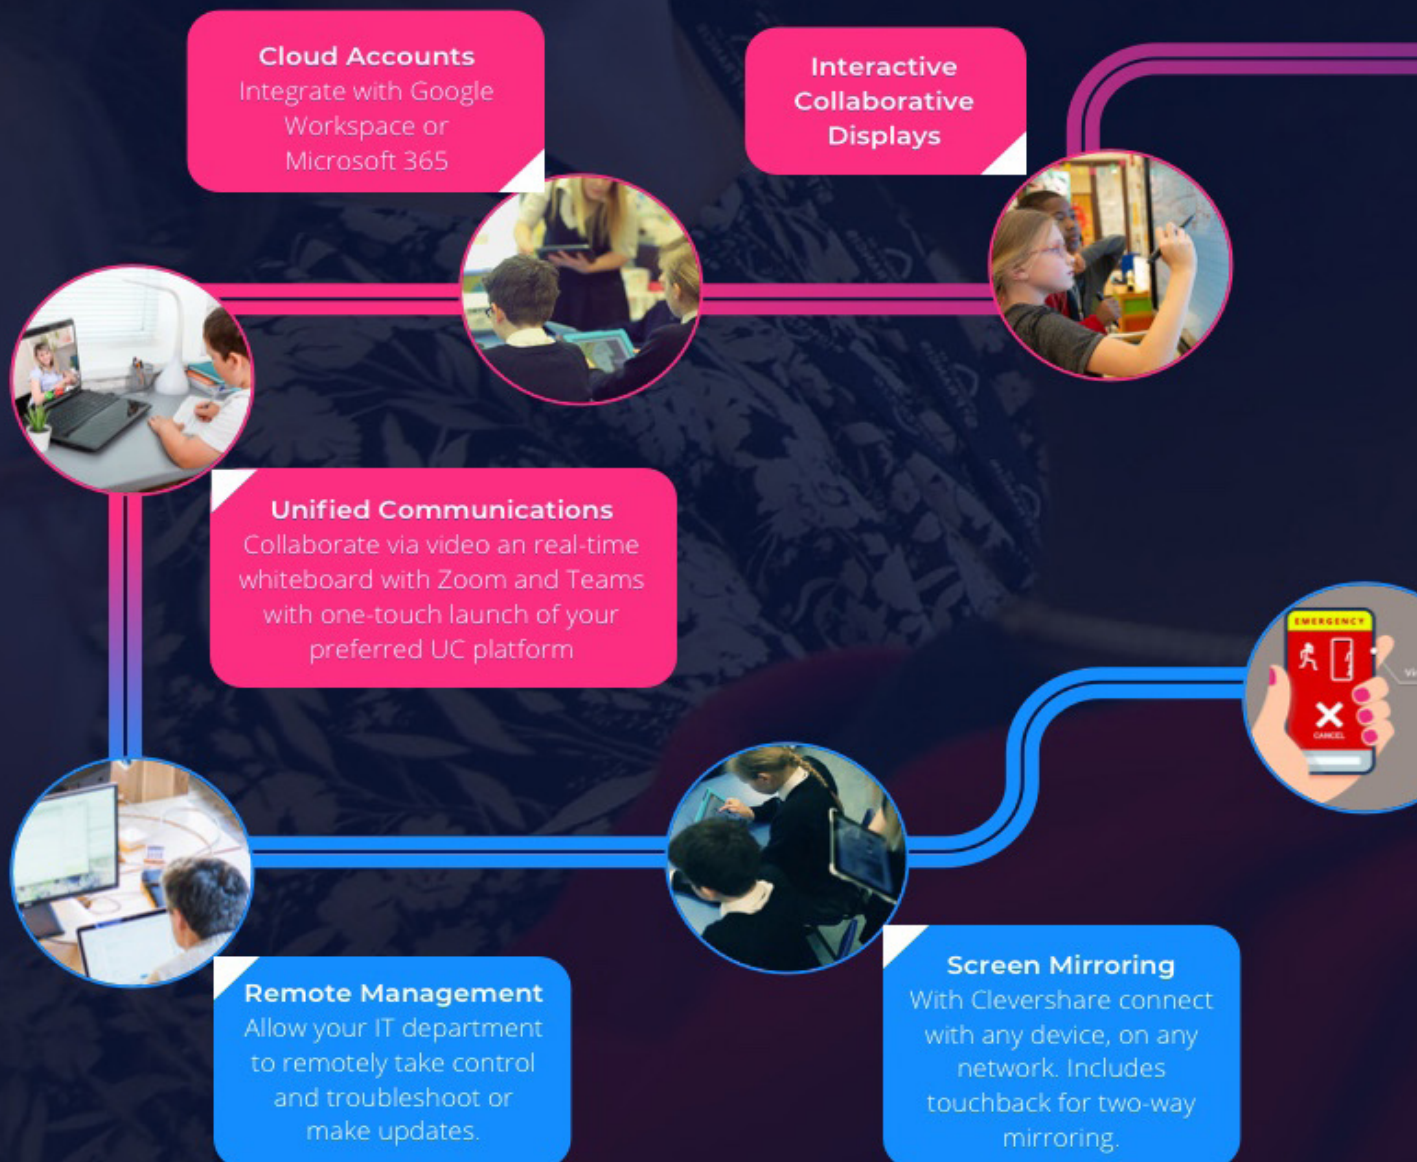 Cloud Accounts
Integrate with Google
Workspace or
Microsoft 365
Interactive
Collaborative
Displays
Unified Communications
Collaborate via video an real-time
whiteboard with Zoom and Teams
with one-touch launch of your
preferred UC platform
EMERGENCY
CANCEL
Remote Management
Allow your IT department
to remotely take control
and troubleshoot or
make updates.
Screen Mirroring
With Clevershare connect
with any device, on any
network. Includes
touchback for two-way
mirroring.